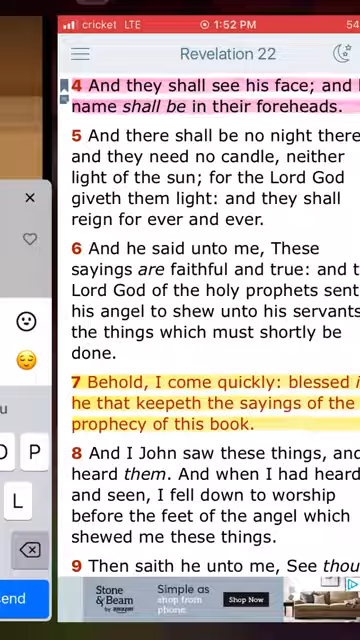 cricket LTE
1:52 PM
Revelation 22
4 And they shall see his face; and
name shall be in their foreheads.
5 And there shall be no night there
and they need no candle, neither
light of the sun; for the Lord God
giveth them light: and they shall
reign for ever and ever.
6 And he said unto me, These
sayings are faithful and true: and
Lord God of the holy prophets sent
his angel to shew unto his servants
the things which must shortly be
done.
7 Behold, I come quickly: blessed
he that keepeth the sayings of the
prophecy of this book.
8 And I John saw these things, and
heard them. And when I had heard
and seen, I fell down to worship
before the feet of the angel which
shewed me these things.
9 Then saith he unto me, See thou
Stone
& Beam
by amazon
Simple as
shop from
phone.
Shop Now
P
L